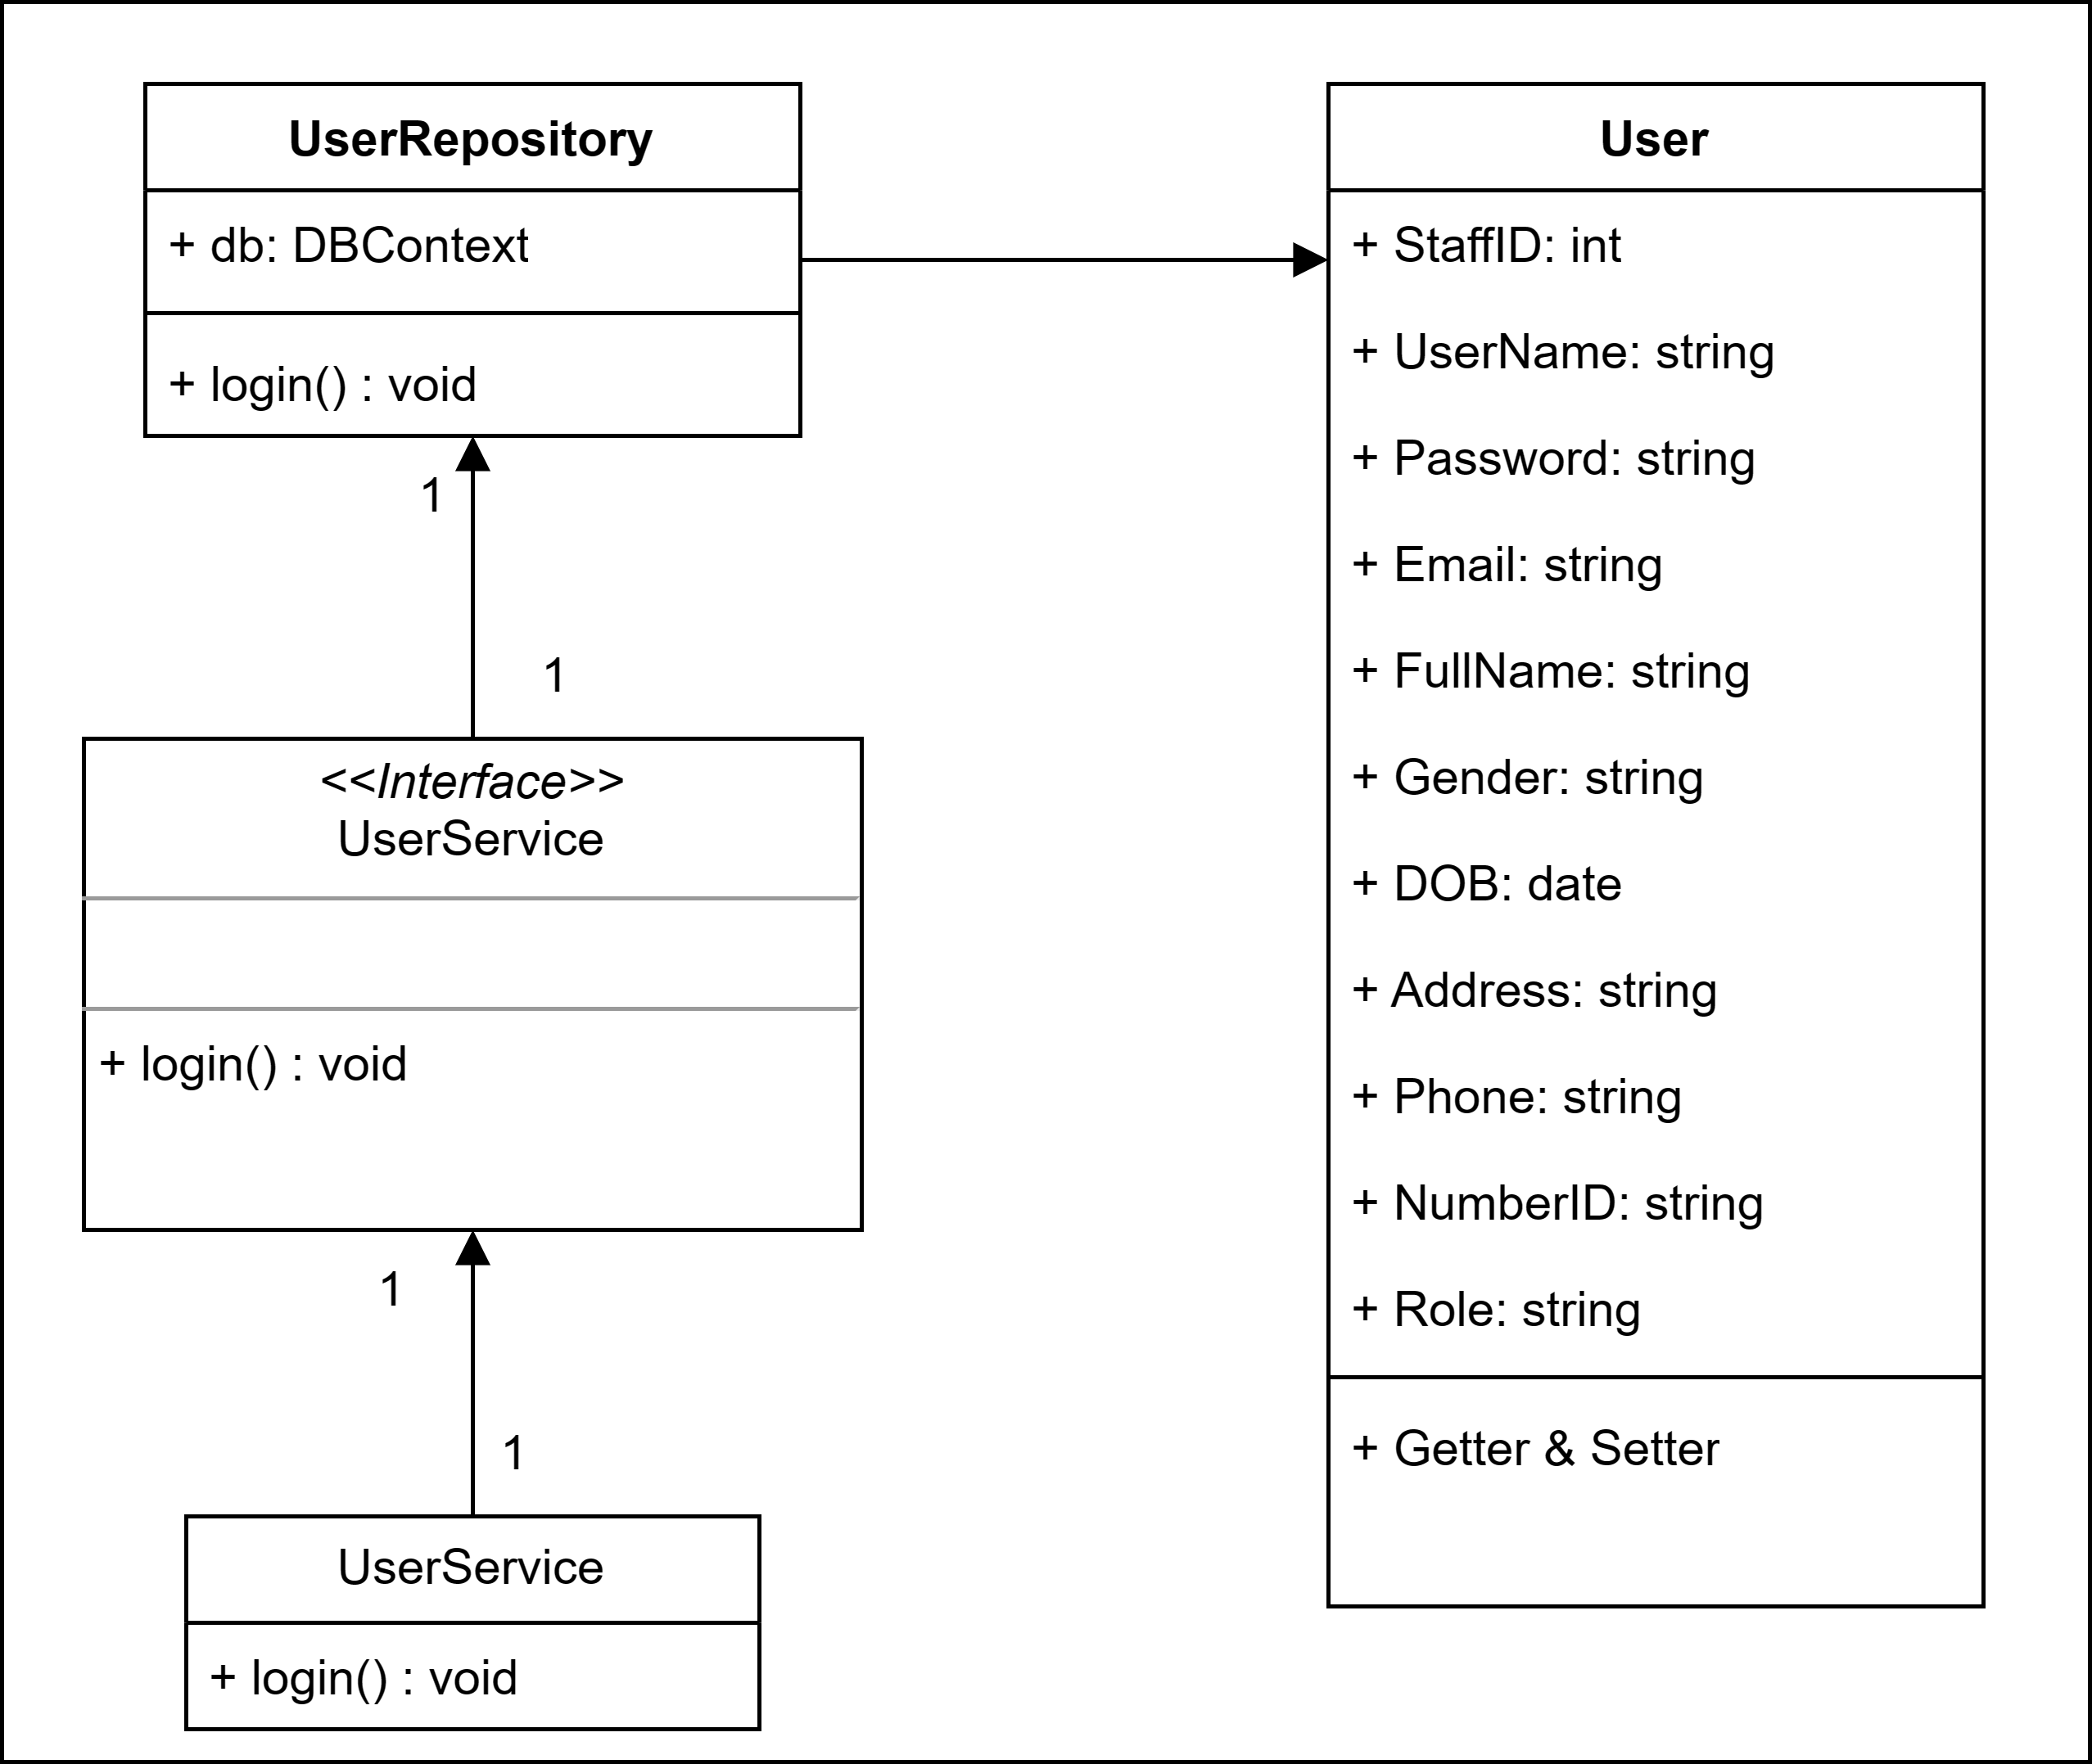 UserRepository
+ db: DBContext
+ login() : void
1
1
<<Interface>>
UserService
+ login() : void
1
1
UserService
+ login() : void
User
+ StaffID: int
+ UserName: string
+ Password: string
+ Email: string
+ FullName: string
+ Gender: string
+ DOB: date
+ Address: string
+ Phone: string
+ NumberID: string
+ Role: string
+ Getter & Setter